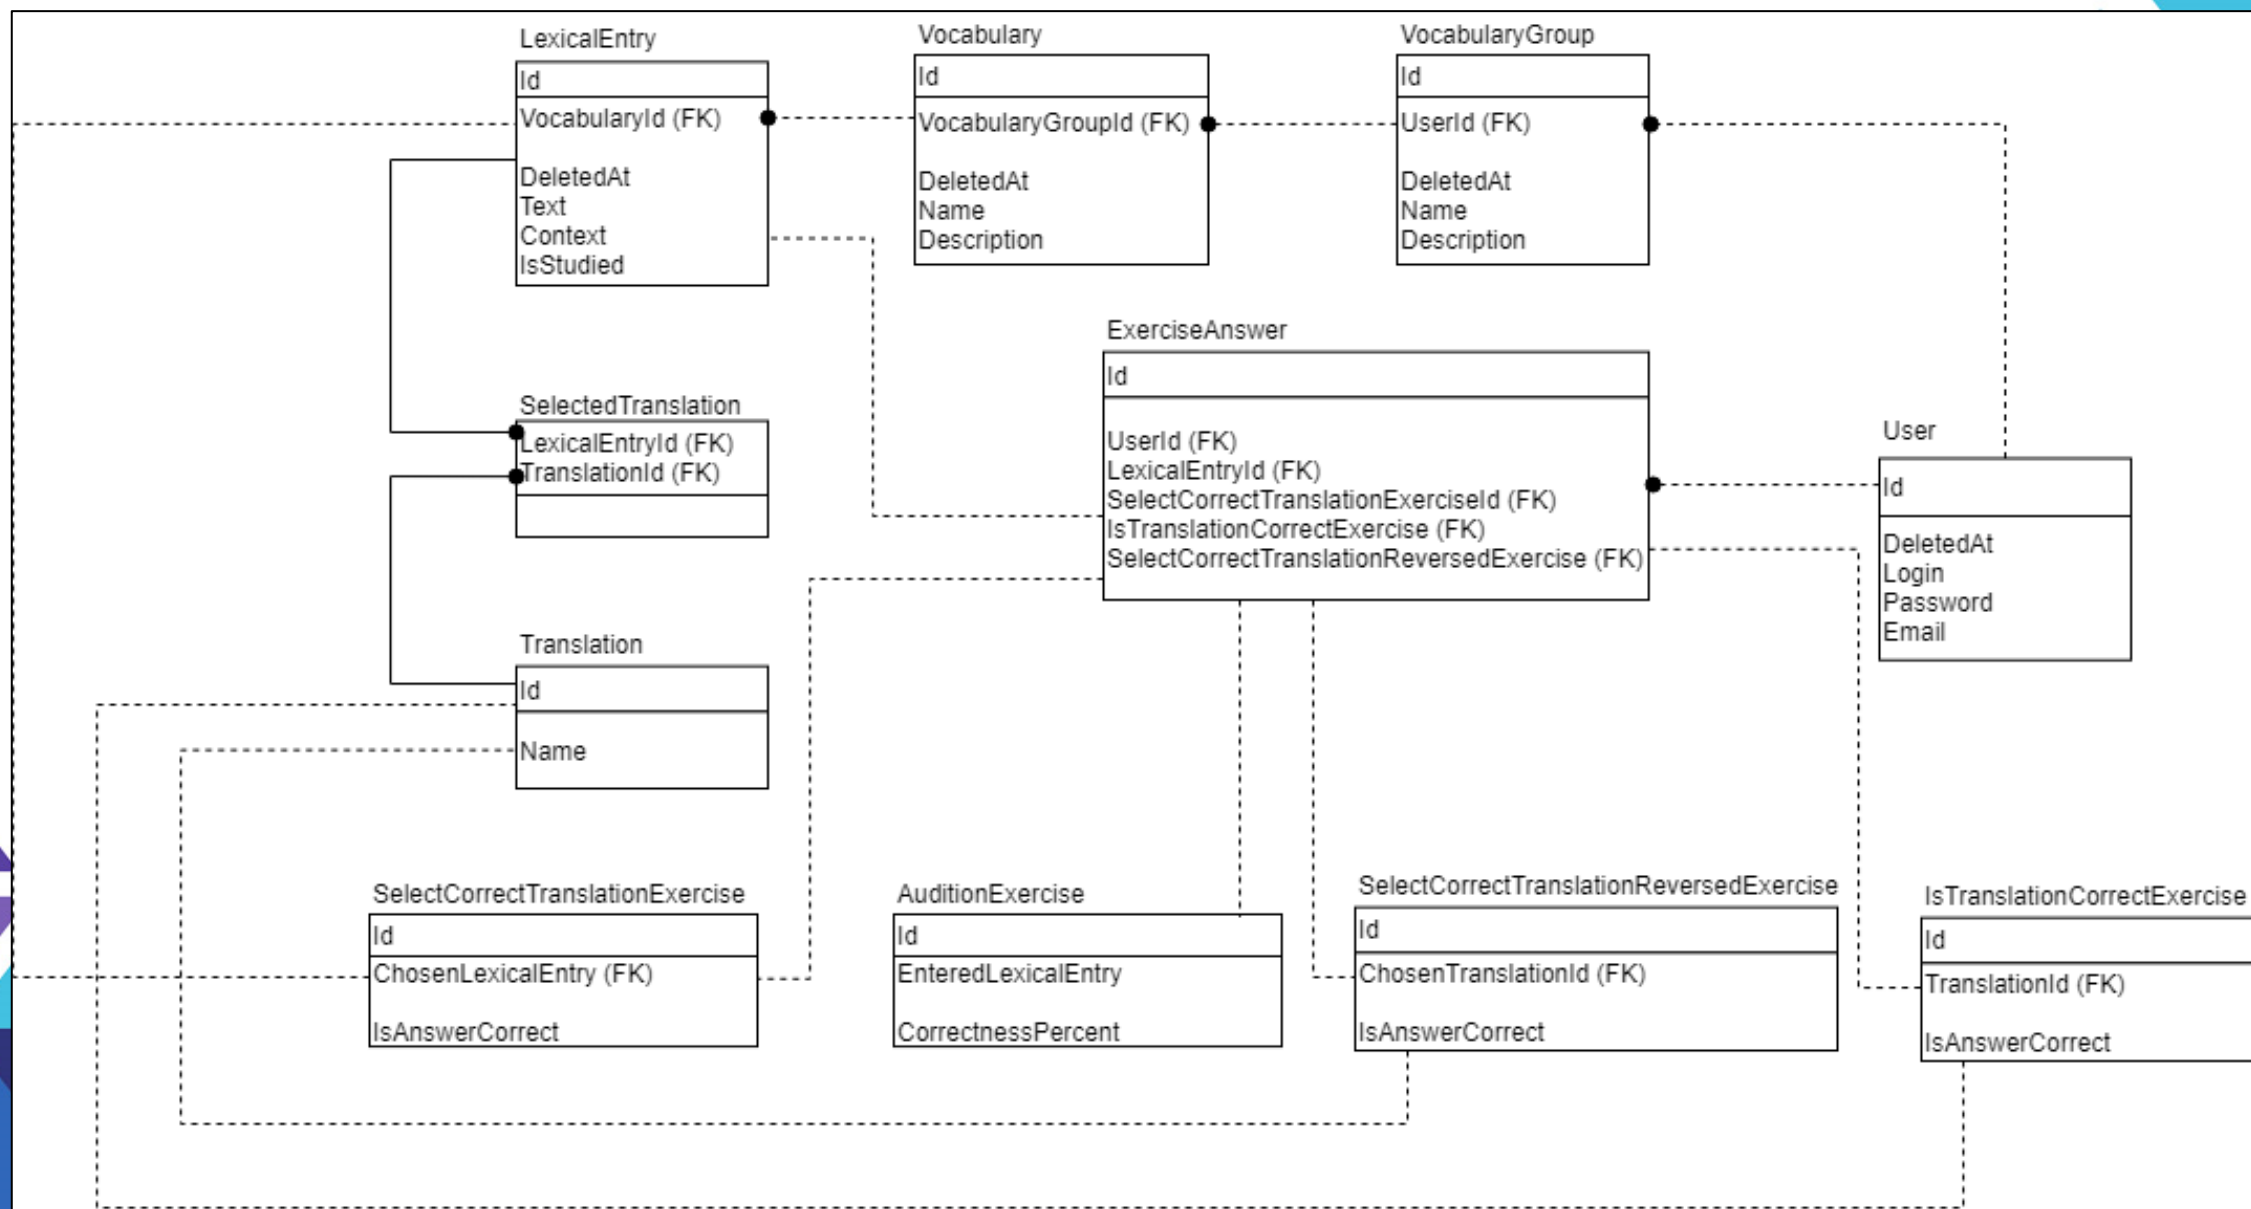 LexicalEntry
Id
VocabularyId (FK)
DeletedAt
Text
Context
IsStudied
Vocabulary
Id
VocabularyGroupId (FK)
DeletedAt
Name
Description
VocabularyGroup
Id
UserId (FK)
DeletedAt
Name
Description
ExerciseAnswer
Id
UserId (FK)
LexicalEntryId (FK)
SelectCorrectTranslationExerciseId (FK)
IsTranslationCorrectExercise (FK)
SelectCorrectTranslationReversedExercise (FK)
SelectedTranslation
LexicalEntryId (FK)
TranslationId (FK)
User
Id
DeletedAt
Login
Password
Email
Translation
Id
Name
SelectCorrectTranslationExercise
Id
ChosenLexicalEntry (FK)
IsAnswerCorrect
AuditionExercise
Id
EnteredLexicalEntry
CorrectnessPercent
SelectCorrectTranslationReversedExercise
Id
ChosenTranslationId (FK)
IsAnswerCorrect
IsTranslationCorrectExercise
Id
TranslationId (FK)
IsAnswerCorrect